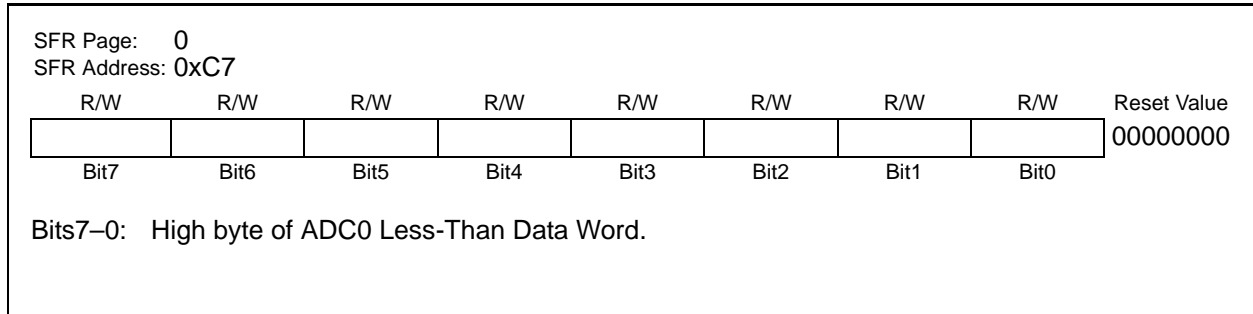 SFR Page: 0
SFR Address: 0xC7
R/W R/W R/W R/W R/W R/W R/W R/W Reset Value
00000000
Bit7 Bit6 Bit5 Bit4 Bit3 Bit2 Bit1 Bit0
Bits7–0: High byte of ADC0 Less-Than Data Word.